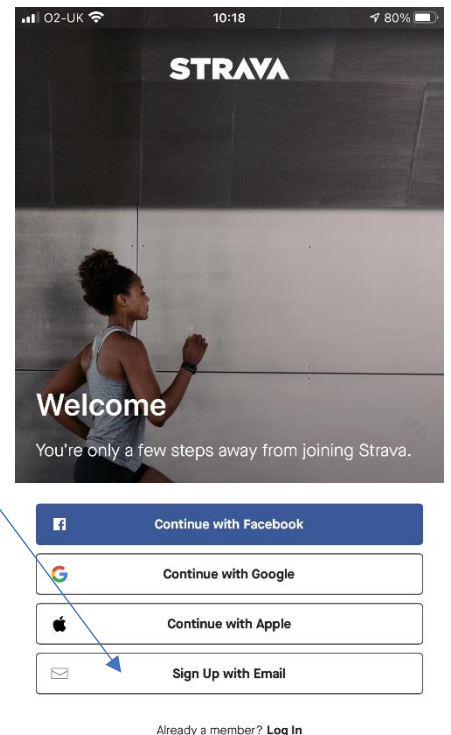 O2-UK 10:18 80%
STRAVA
Welcome
You're only a few steps away from joining Strava.
Continue with Facebook
Continue with Google
Continue with Apple
Sign Up with Email
Already a member? Log In